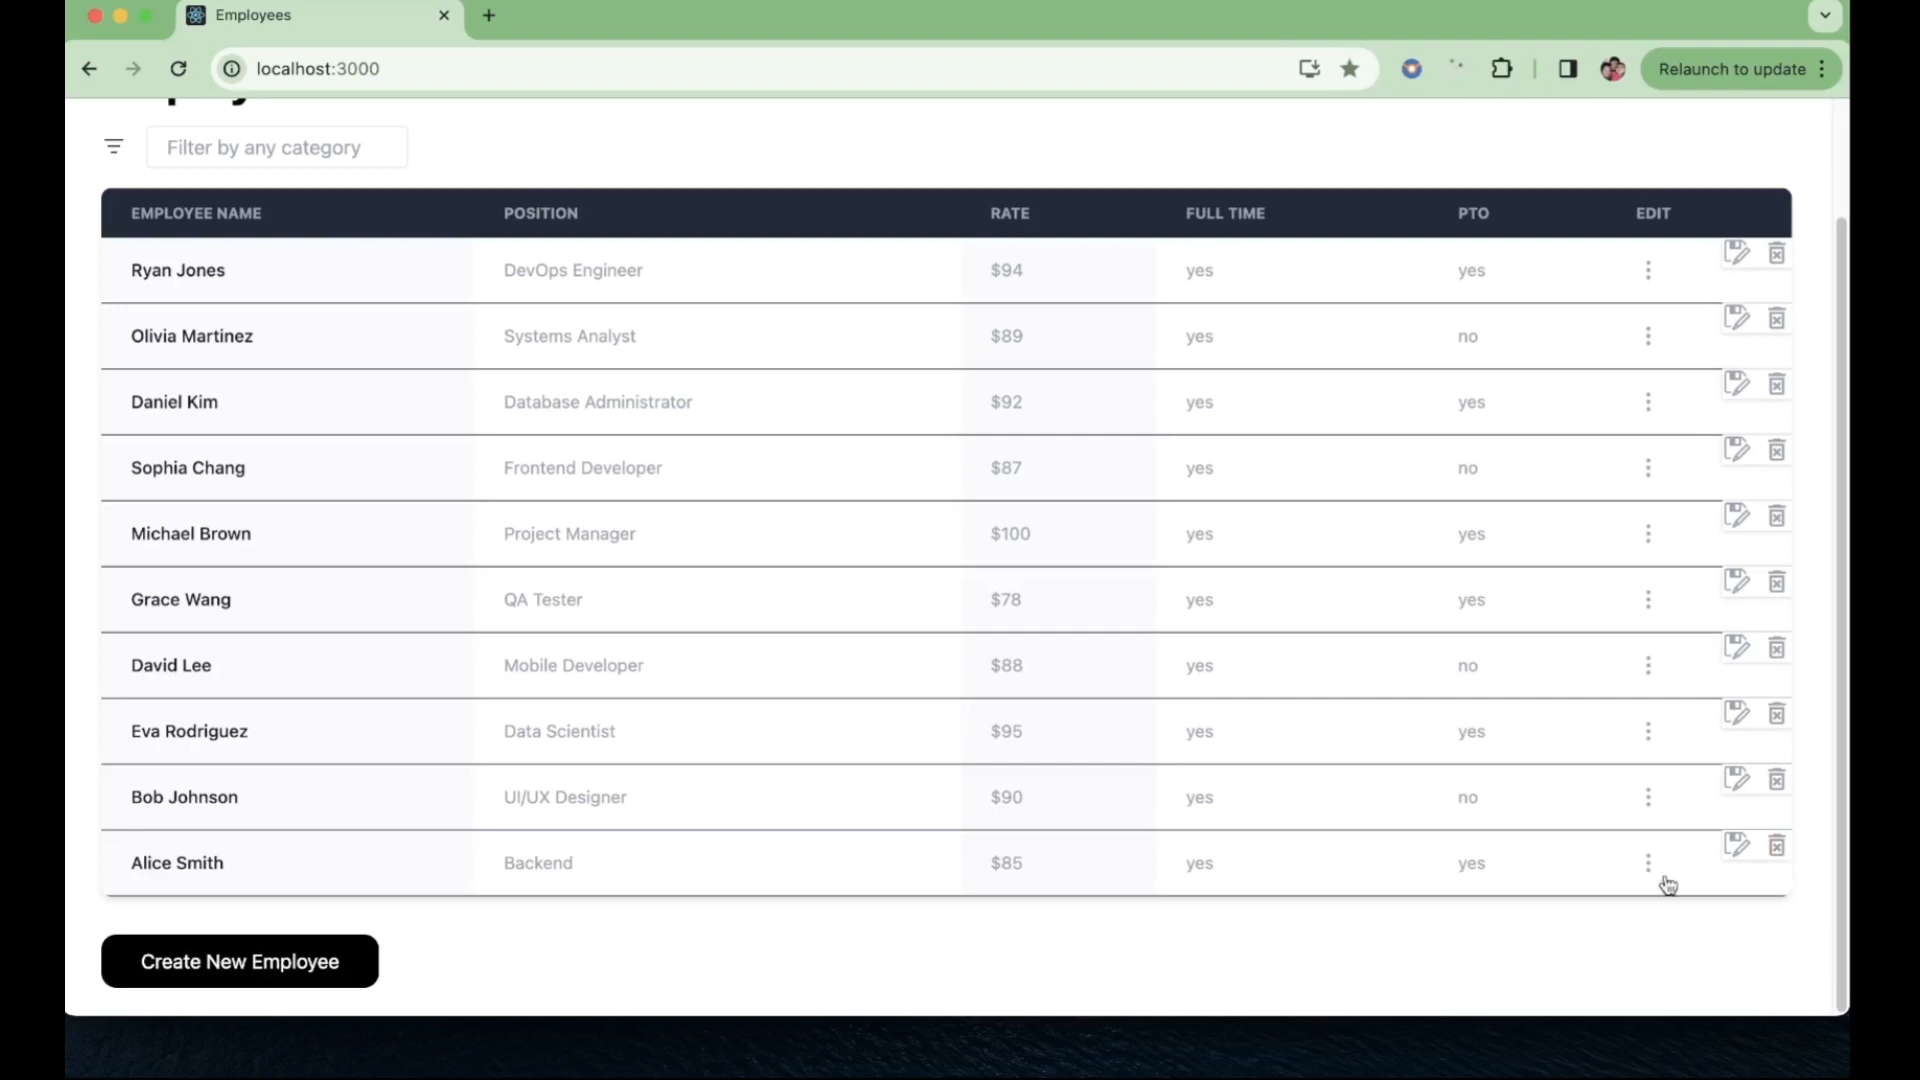 Employees
localhost:3000
Relaunch to update
Filter by any category
EMPLOYEE NAME POSITION RATE FULL TIME PTO EDIT
Ryan Jones DevOps Engineer $94 yes yes
Olivia Martinez Systems Analyst $89 yes no
Daniel Kim Database Administrator $92 yes yes
Sophia Chang Frontend Developer $87 yes no
Michael Brown Project Manager $100 yes yes
Grace Wang QA Tester $78 yes yes
David Lee Mobile Developer $88 yes no
Eva Rodriguez Data Scientist $95 yes yes
Bob Johnson UI/UX Designer $90 yes no
Alice Smith Backend $85 yes yes
Create New Employee